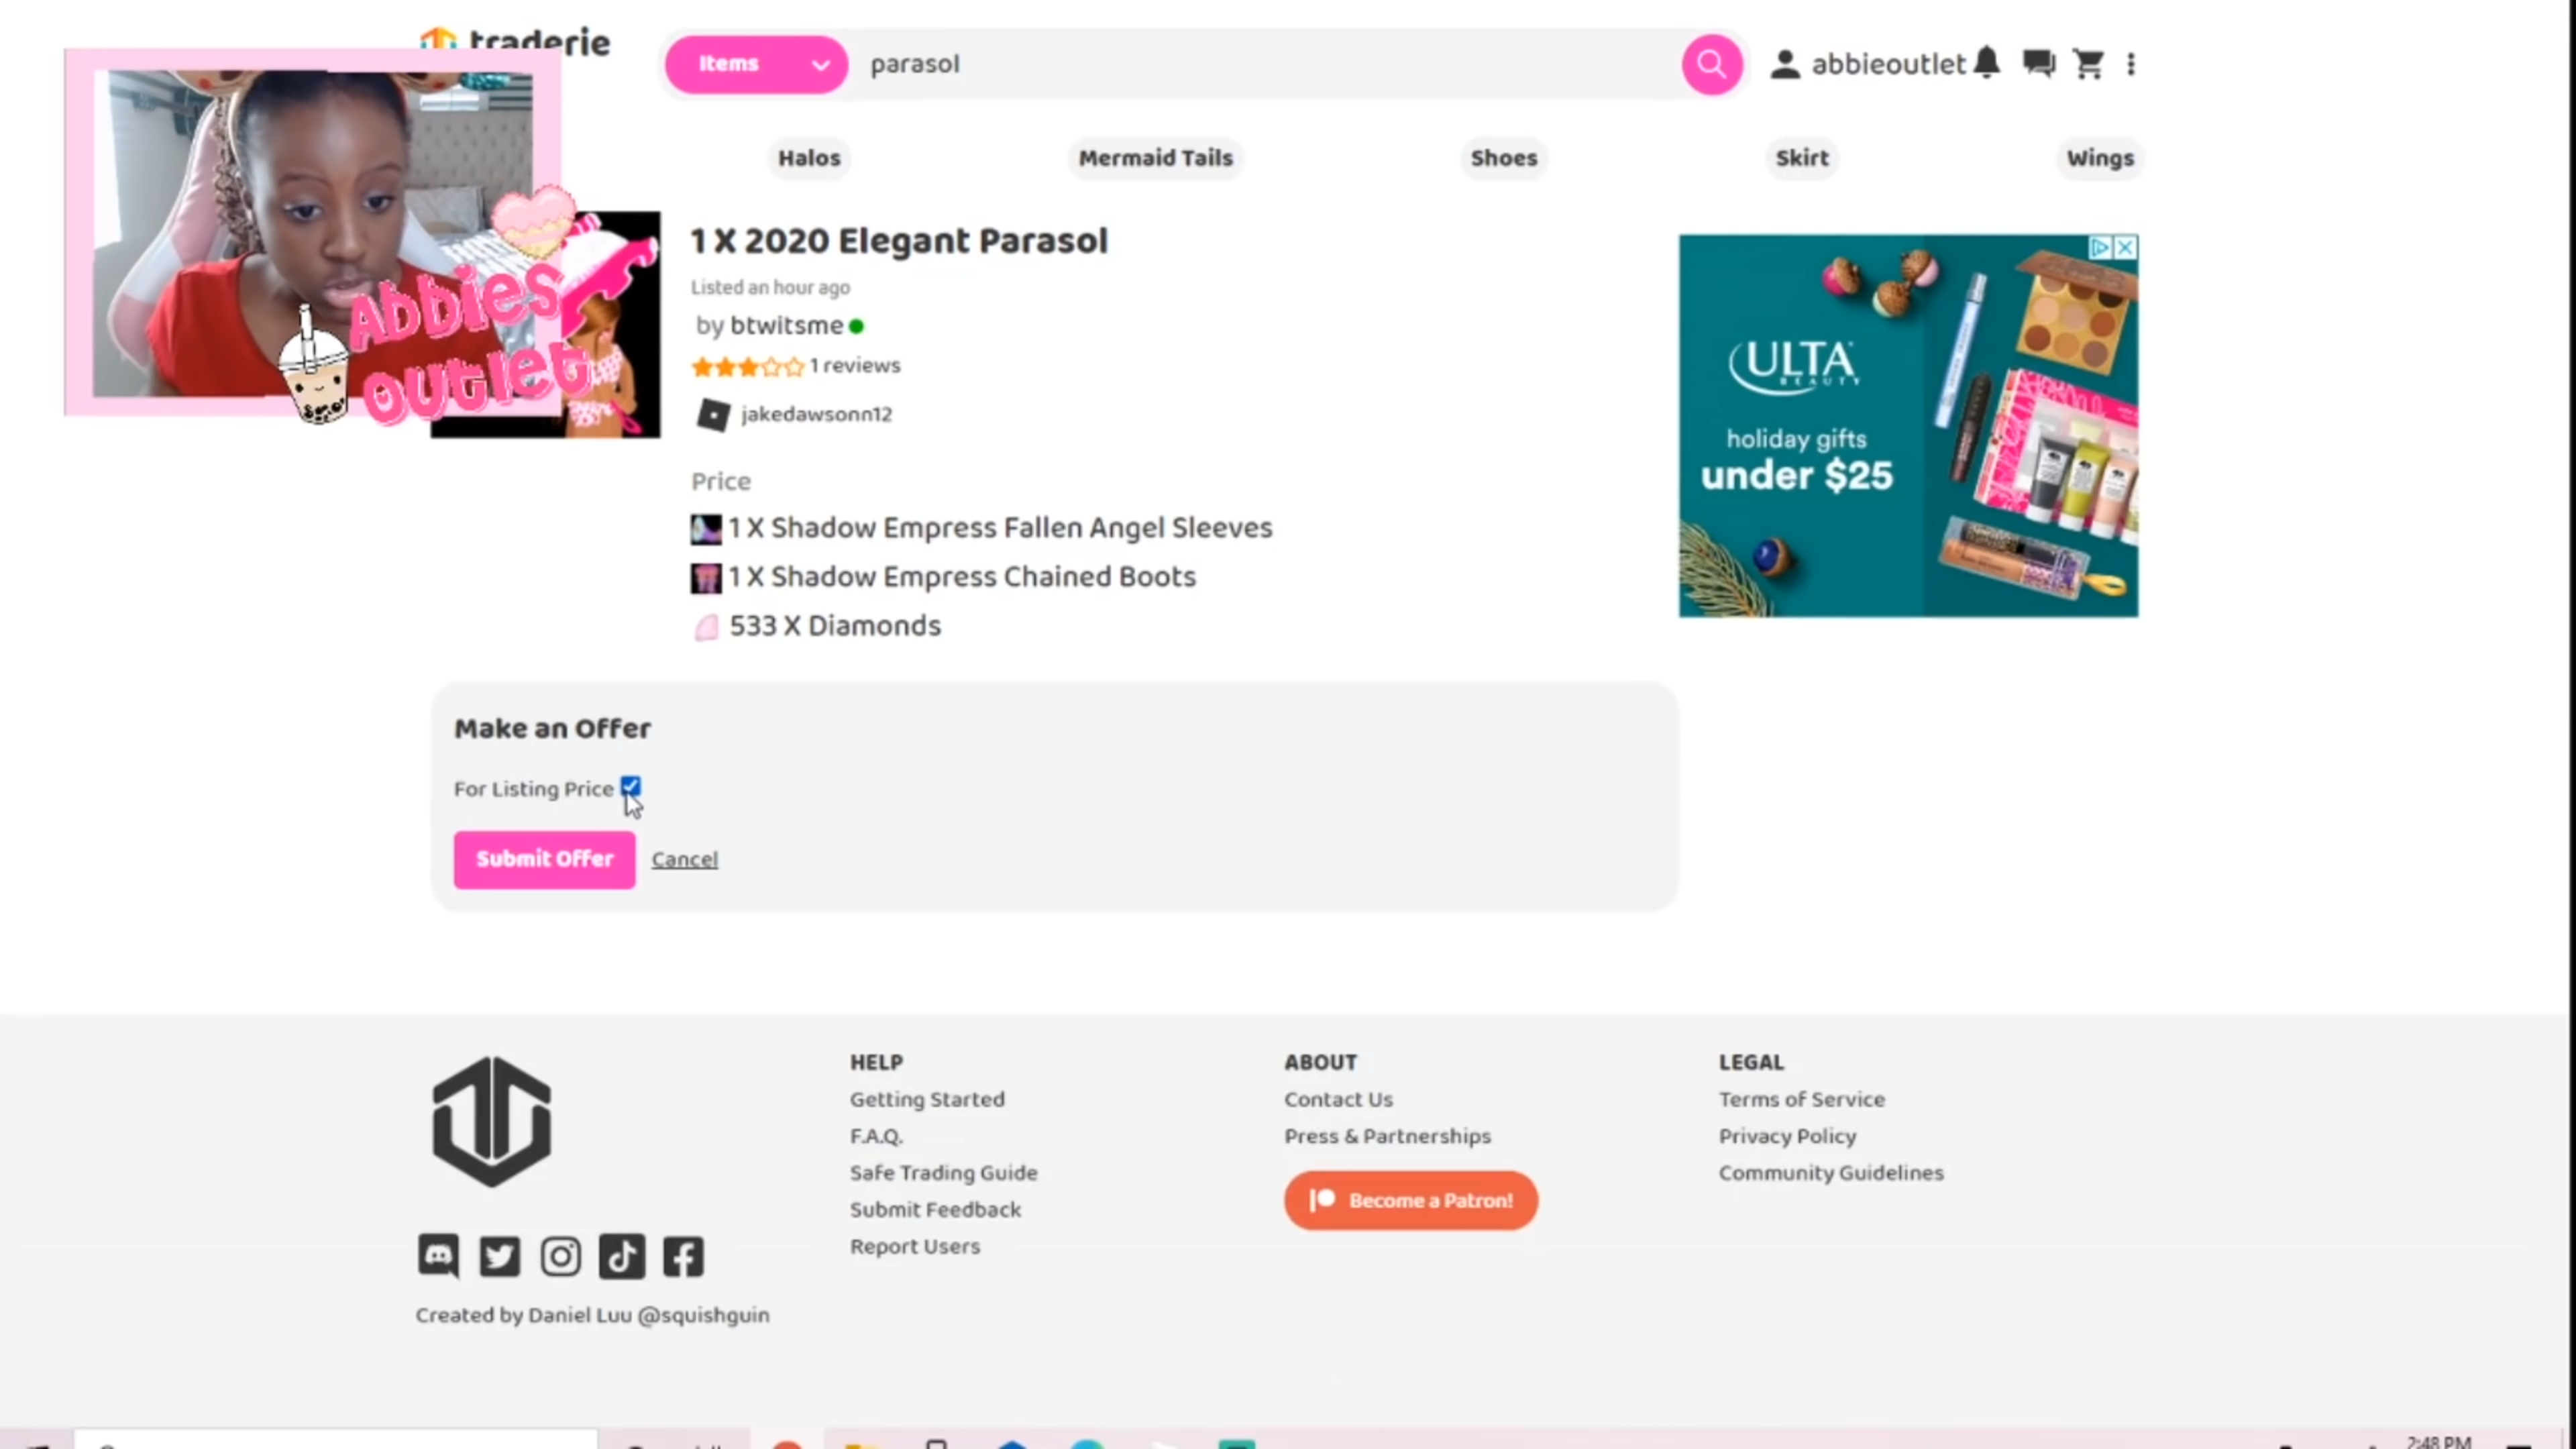 traderie
Items
parasol
abbieoutlet
Halos
Mermaid Tails
Shoes
Skirt
Wings
Abbies
Outlet
1 X 2020 Elegant Parasol
Listed an hour ago
by btwitsme
1 reviews
jakedawsonn12
Price
1 X Shadow Empress Fallen Angel Sleeves
1 X Shadow Empress Chained Boots
533 X Diamonds
ULTA
BEAUTY
holiday gifts
under $25
Make an Offer
For Listing Price
Submit Offer
Cancel
HELP
Getting Started
F.A.Q.
Safe Trading Guide
Submit Feedback
Report Users
ABOUT
Contact Us
Press & Partnerships
Become a Patron!
LEGAL
Terms of Service
Privacy Policy
Community Guidelines
Created by Daniel Luu @squishguin
2:48 PM